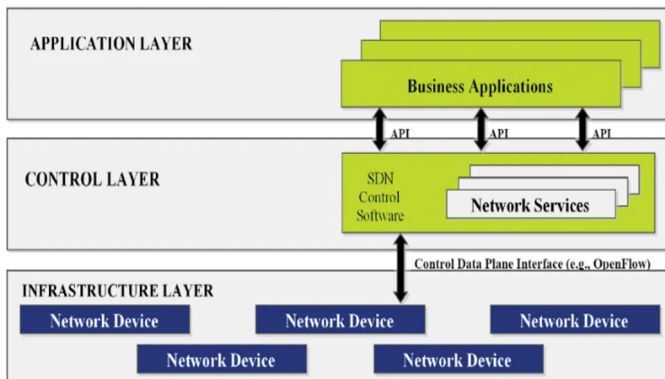 APPLICATION LAYER
Business Applications
API API API
CONTROL LAYER
SDN
Control
Software
Network Services
Control Data Plane Interface (e.g., OpenFlow)
INFRASTRUCTURE LAYER
Network Device Network Device Network Device
Network Device Network Device